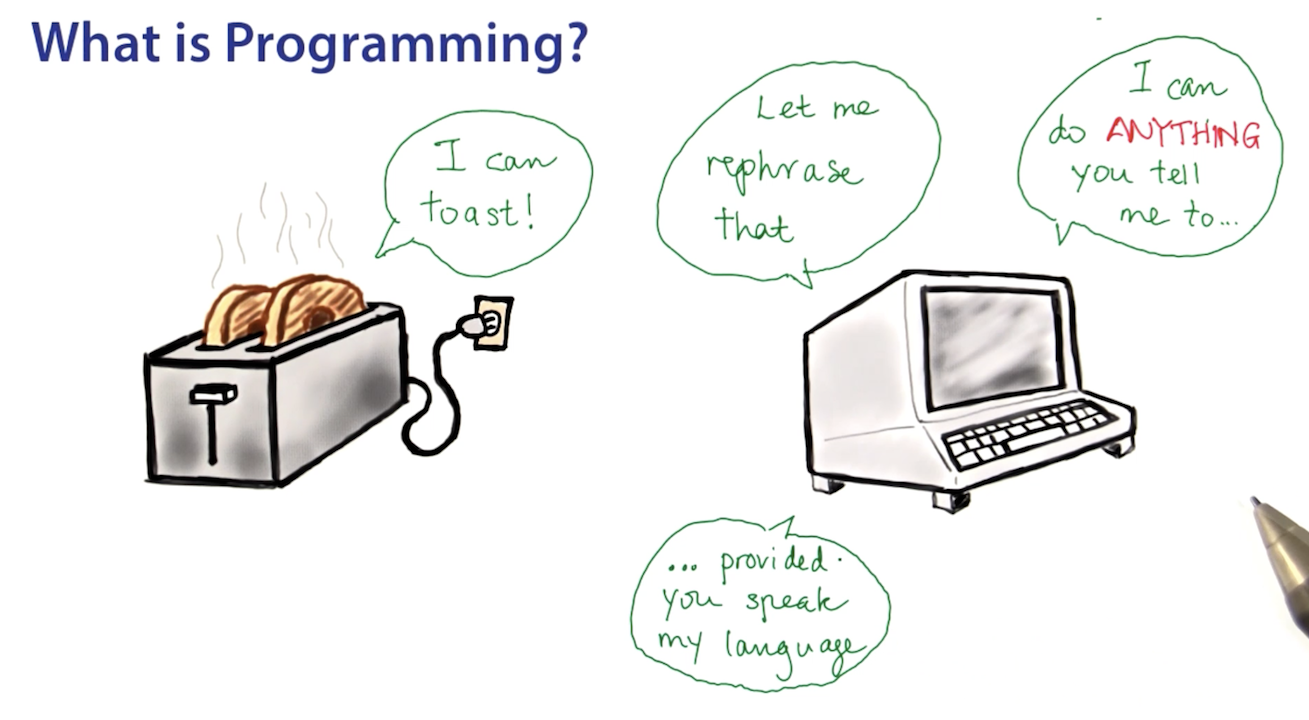 What is Programming?
I can
toast!
Let me
rephrase
that
I can
do ANYTHING
you tell
me to...
... provided
you speak
my language